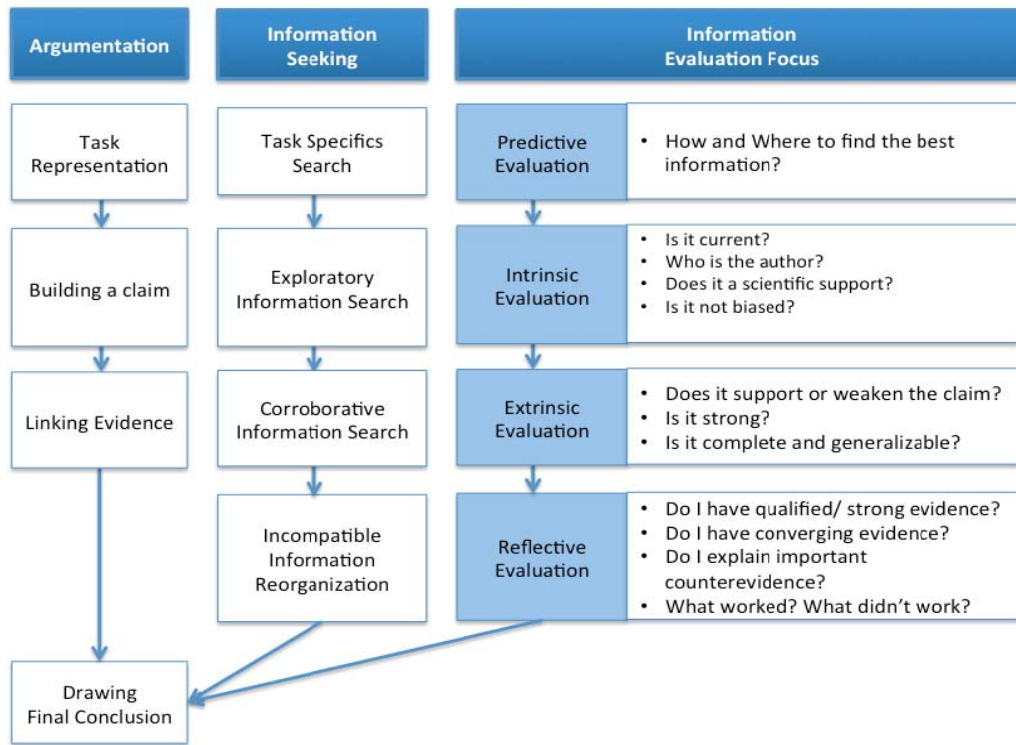 Argumentation
Information
Seeking
Information
Evaluation Focus
Task
Representation
Task Specifics
Search
Predictive
Evaluation
• How and Where to find the best
information?
Building a claim
Exploratory
Information Search
Intrinsic
Evaluation
• Is it current?
• Who is the author?
• Does it a scientific support?
• Is it not biased?
Linking Evidence
Corroborative
Information Search
Extrinsic
Evaluation
• Does it support or weaken the claim?
• Is it strong?
• Is it complete and generalizable?
Incompatible
Information
Reorganization
Reflective
Evaluation
• Do I have qualified/ strong evidence?
• Do I have converging evidence?
• Do I explain important
counterevidence?
• What worked? What didn't work?
Drawing
Final Conclusion